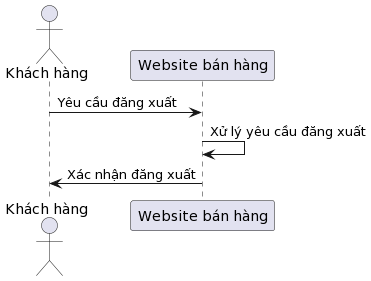 Khách hàng
Website bán hàng
Yêu cầu đăng xuất
Xử lý yêu cầu đăng xuất
Xác nhận đăng xuất
Khách hàng
Website bán hàng